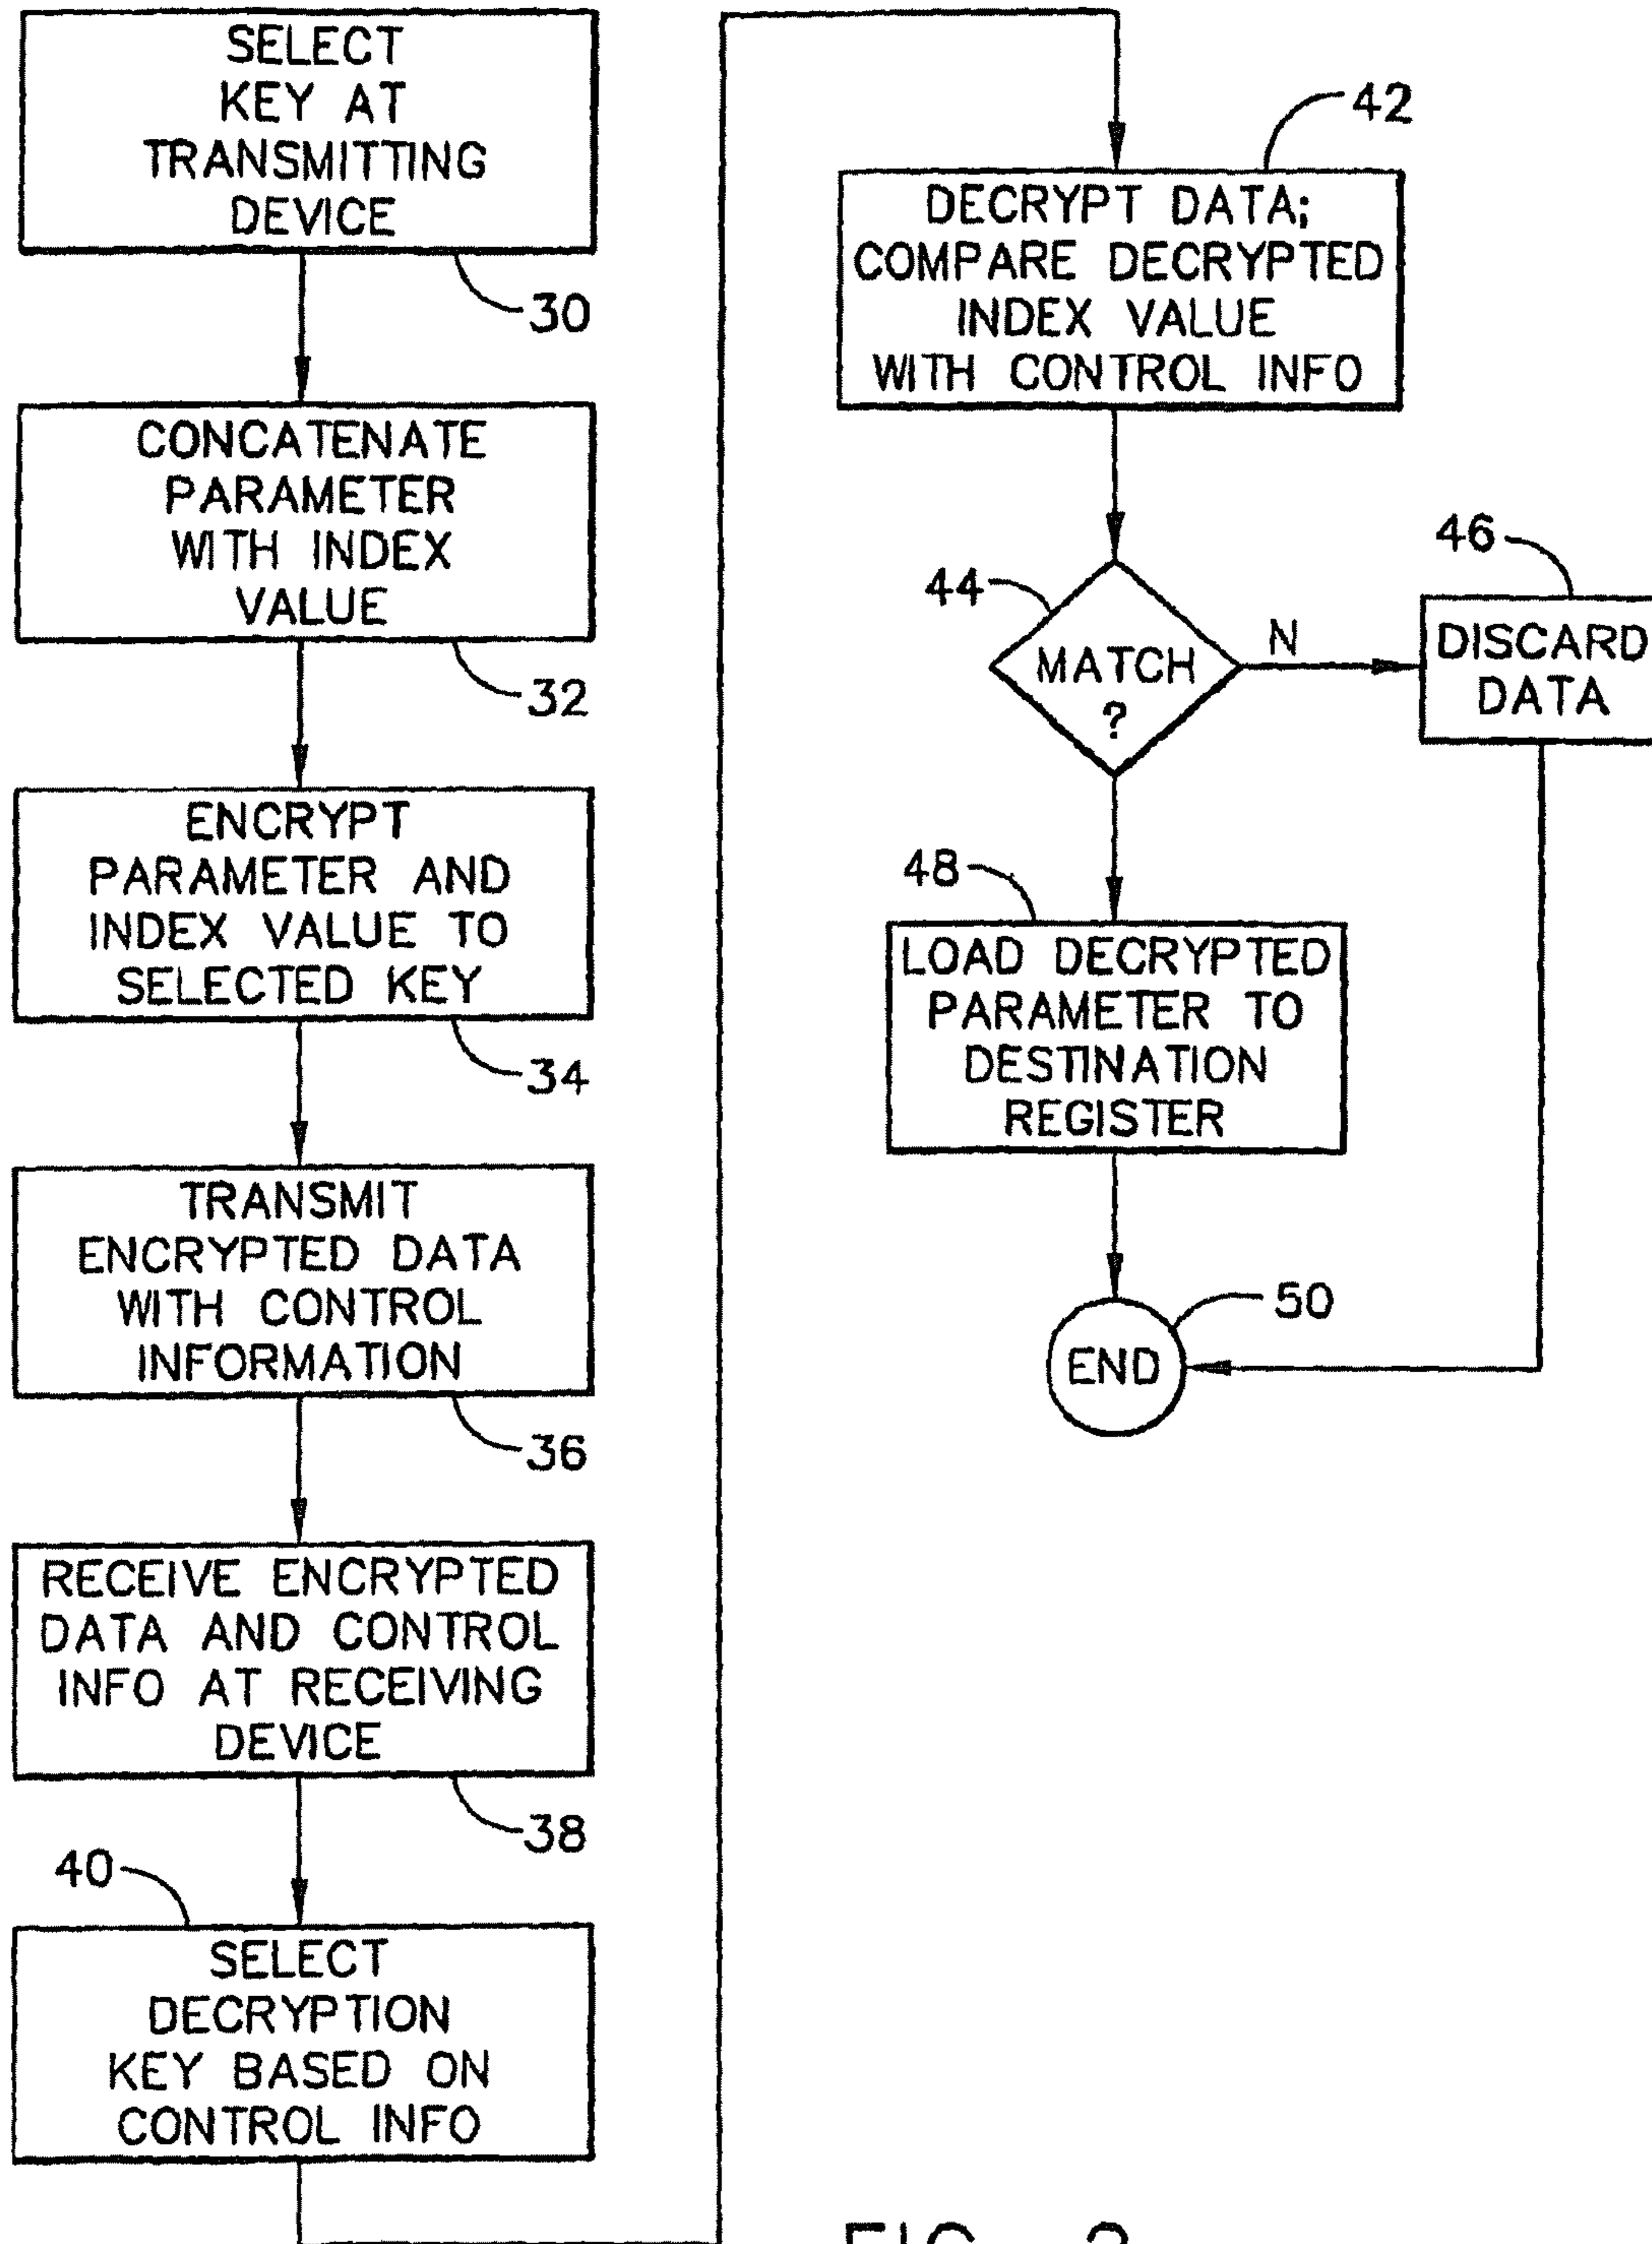 SELECT
KEY AT
TRANSMITTING
DEVICE
30
CONCATENATE
PARAMETER
WITH INDEX
VALUE
32
ENCRYPT
PARAMETER AND
INDEX VALUE TO
SELECTED KEY
34
TRANSMIT
ENCRYPTED DATA
WITH CONTROL
INFORMATION
36
RECEIVE ENCRYPTED
DATA AND CONTROL
INFO AT RECEIVING
DEVICE
38
40
SELECT
DECRYPTION
KEY BASED ON
CONTROL INFO
42
DECRYPT DATA;
COMPARE DECRYPTED
INDEX VALUE
WITH CONTROL INFO
44
MATCH
?
N
46
DISCARD
DATA
48
LOAD DECRYPTED
PARAMETER TO
DESTINATION
REGISTER
50
END